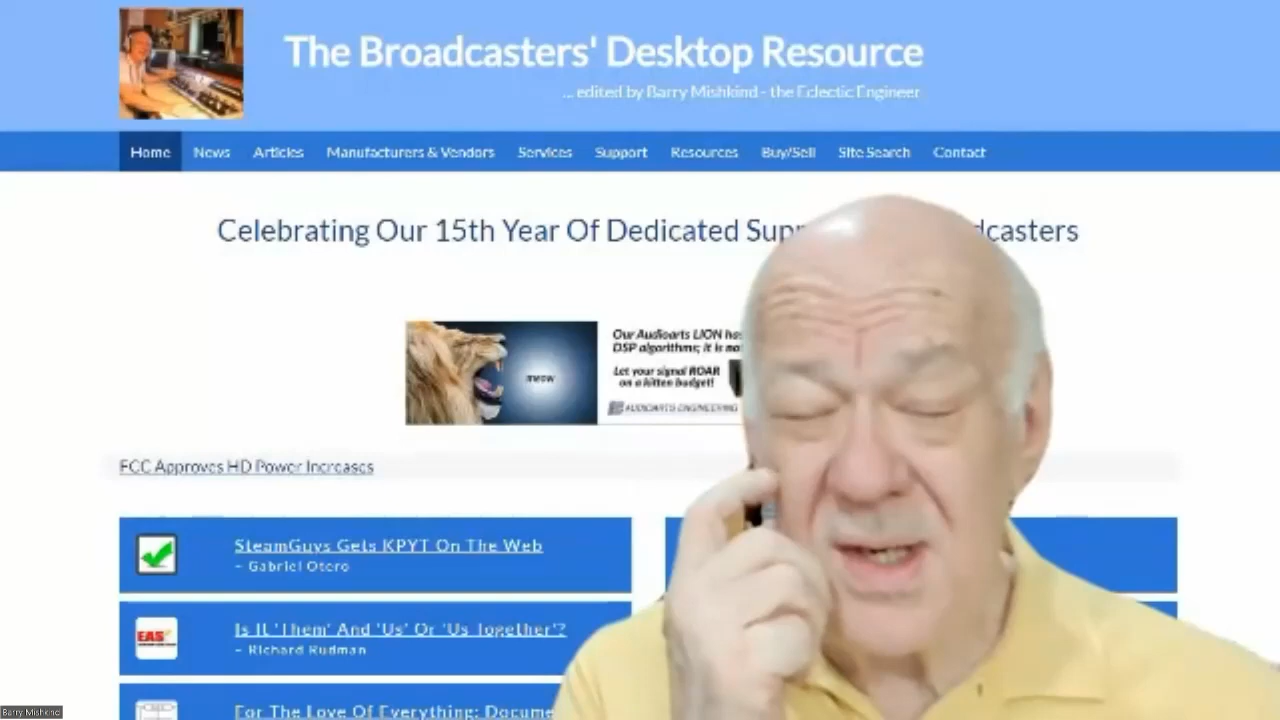 The Broadcasters' Desktop Resource
... edited by Barry Mishkind - the Eclectic Engineer
Home News Articles Manufacturers & Vendors Services Support Resources Buy/Sell Site Search Contact
Celebrating Our 15th Year Of Dedicated Supp dcasters
meow
Our Audioarts LION has
DSP algorithms; it is no
Let your signal ROAR
on a kitten budget!
AUDIOARTS ENGINEERING
FCC Approves HD Power Increases
SteamGuys Gets KPYT On The Web
~ Gabriel Otero
EAS
Is It 'Them' And 'Us' Or 'Us Together'?
~ Richard Rudman
For The Love Of Everything: Docume
Barry Mishkind